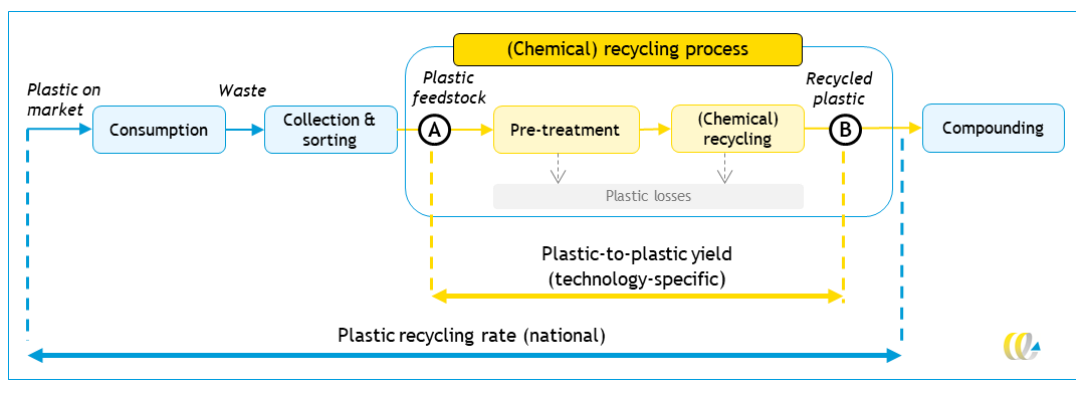 (Chemical) recycling process
Plastic on
market
Waste
Plastic
feedstock
Recycled
plastic
Consumption
Collection &
sorting
A
Pre-treatment
(Chemical)
recycling
B
Compounding
Plastic losses
Plastic-to-plastic yield
(technology-specific)
Plastic recycling rate (national)